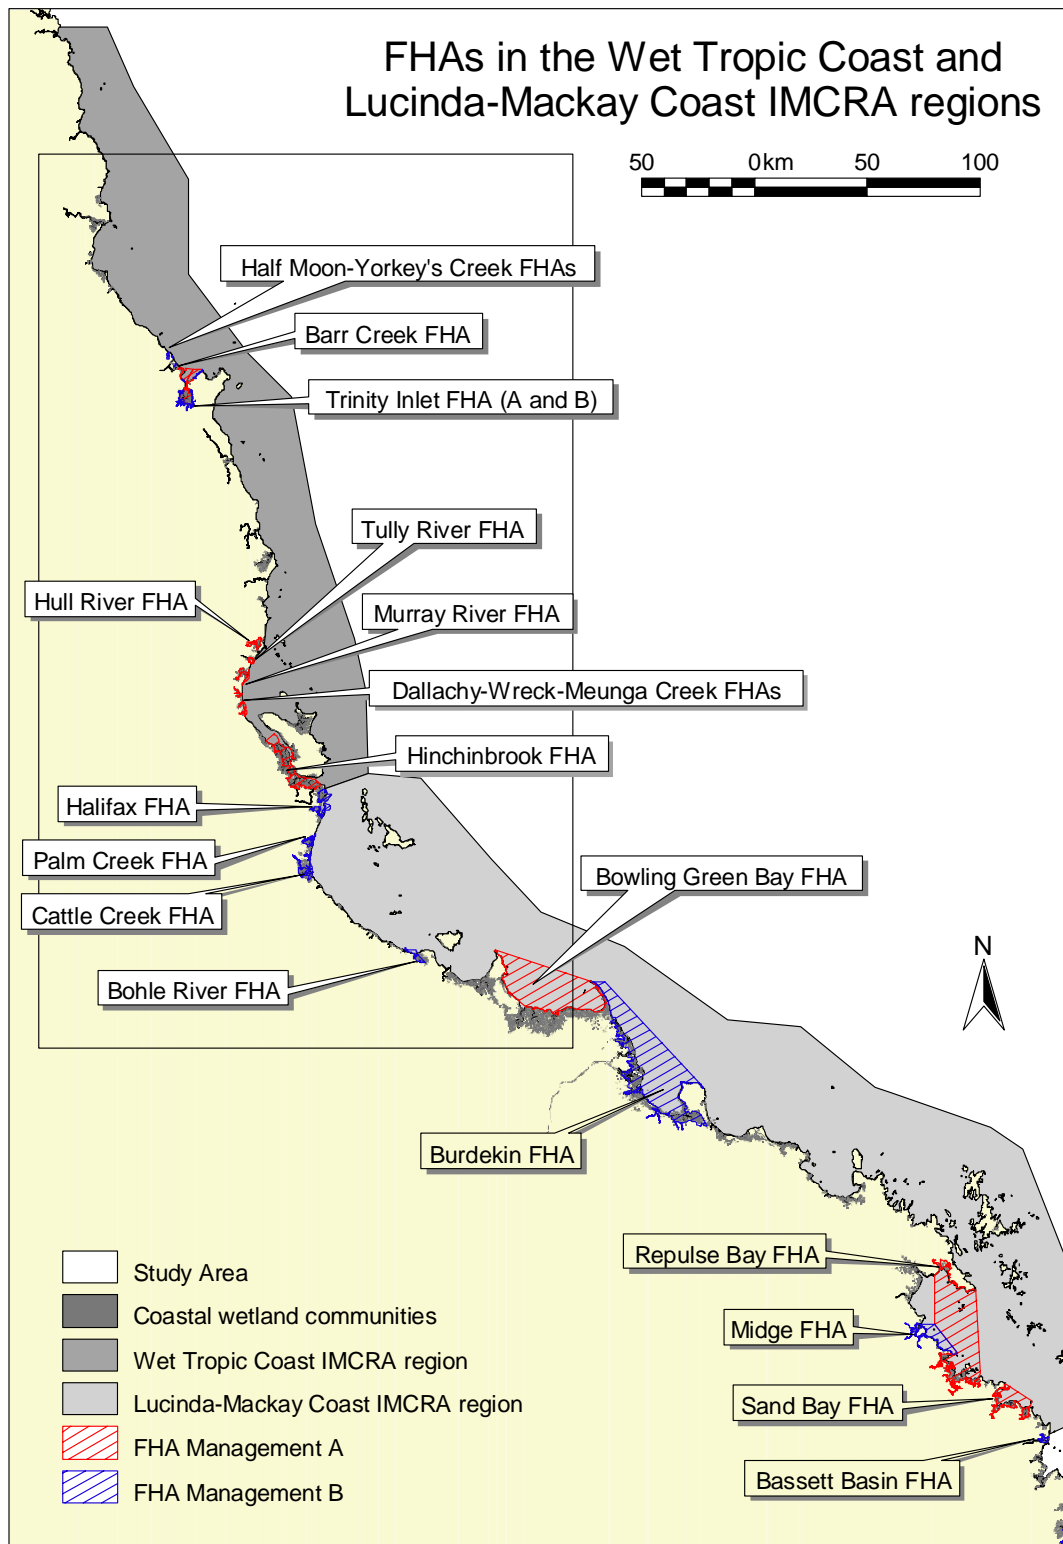 FHAs in the Wet Tropic Coast and
Lucinda-Mackay Coast IMCRA regions
50 0km 50 100
Half Moon-Yorkey's Creek FHAs
Barr Creek FHA
Trinity Inlet FHA (A and B)
Tully River FHA
Hull River FHA
Murray River FHA
Dallachy-Wreck-Meunga Creek FHAs
Hinchinbrook FHA
Halifax FHA
Palm Creek FHA
Bowling Green Bay FHA
Cattle Creek FHA
N
Bohle River FHA
Burdekin FHA
Repulse Bay FHA
Midge FHA
Sand Bay FHA
Bassett Basin FHA
Study Area
Coastal wetland communities
Wet Tropic Coast IMCRA region
Lucinda-Mackay Coast IMCRA region
FHA Management A
FHA Management B